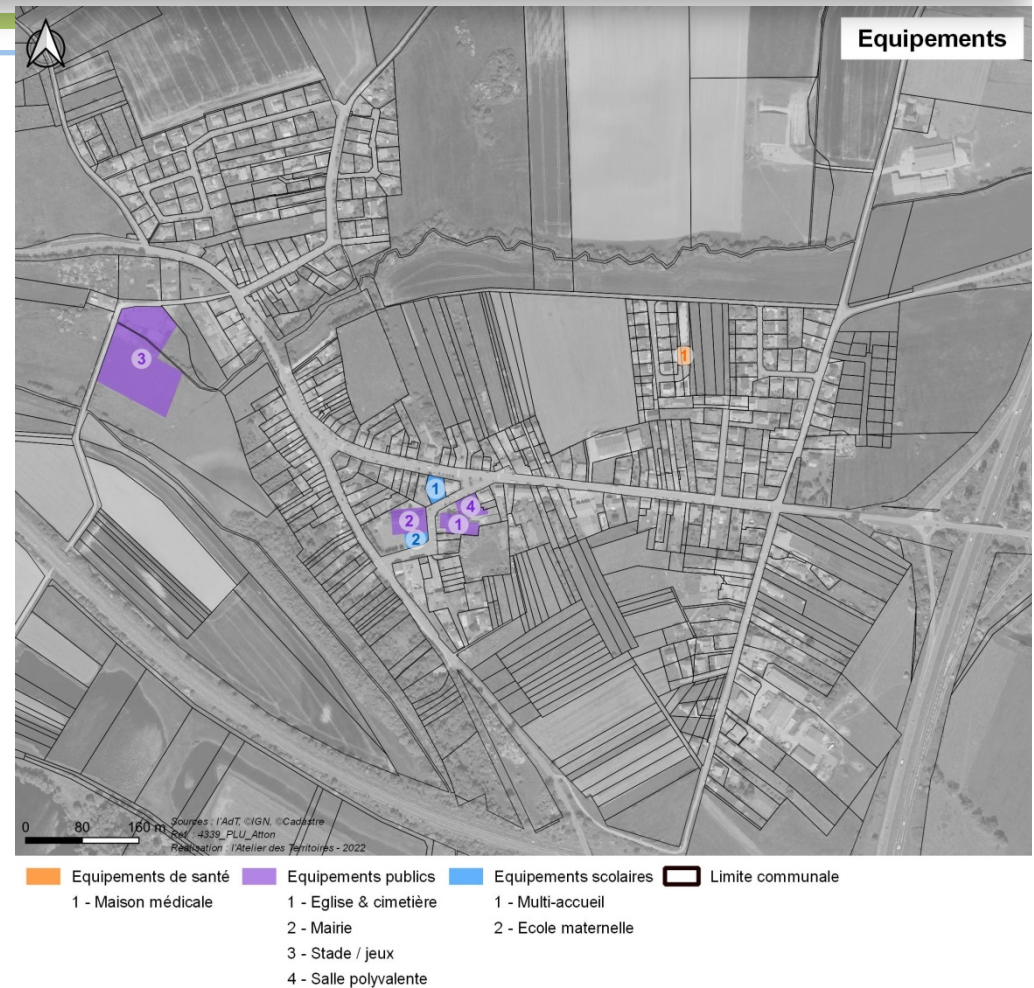 Equipements
1
3
1
4
2
1
2
0 80 160 m
Sources : l'AdT, ©IGN, ©Cadastre
Réf : 4339_PLU_Atton
Réalisation : l'Atelier des Territoires - 2022
Equipements de santé
1 - Maison médicale
Equipements publics
1 - Eglise & cimetière
2 - Mairie
3 - Stade / jeux
4 - Salle polyvalente
Equipements scolaires
1 - Multi-accueil
2 - Ecole maternelle
Limite communale